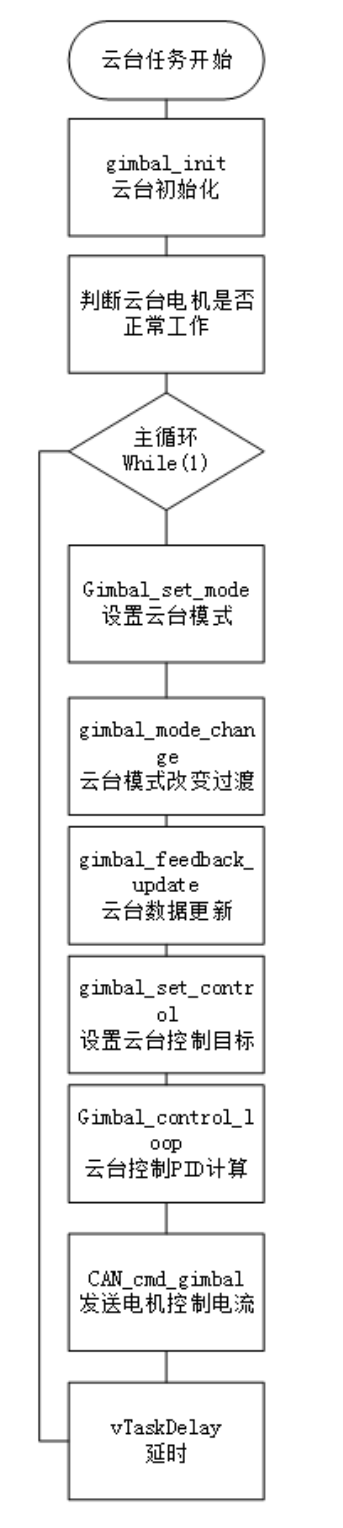 云台任务开始
gimbal_init
云台初始化
判断云台电机是否
正常工作
主循环
While(1)
Gimbal_set_mode
设置云台模式
gimbal_mode_chan
ge
云台模式改变过渡
gimbal_feedback_
update
云台数据更新
gimbal_set_contr
ol
设置云台控制目标
Gimbal_control_l
oop
云台控制PID计算
CAN_cmd_gimbal
发送电机控制电流
vTaskDelay
延时